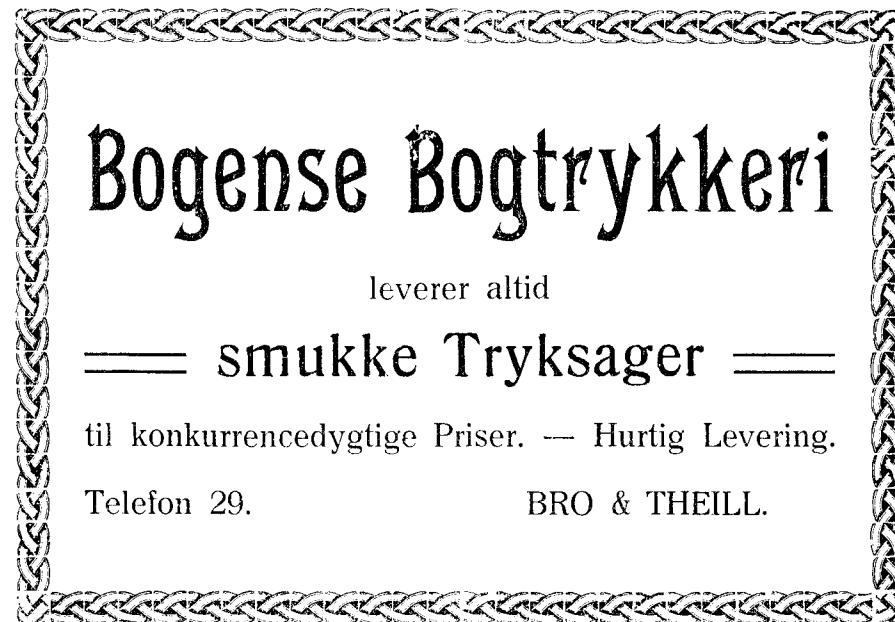 Bogense Bogtrykkeri
leverer altid
smukke Tryksager
til konkurrencedygtige Priser. — Hurtig Levering.
Telefon 29. BRO & THEILL.